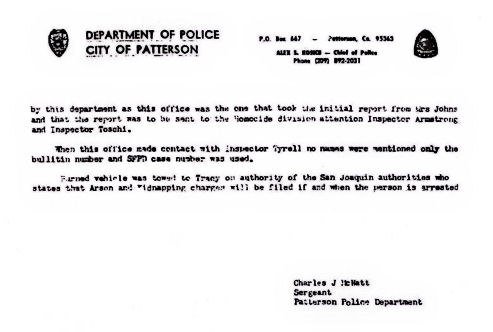 DEPARTMENT OF POLICE
CITY OF PATTERSON
P.O. Box 667 — Patterson, Ca. 95363
— Chief of Police
Phone (209) 892-2031
by this department as this office was the one that took the initial report from Mrs Johns
and that the report was to be sent to the Homocide division attention Inspector Armstrong
and Inspector Toschi.
When this office made contact with Inspector Tyrell no names were mentioned only the
bullitin number and SFPD case number was used.
Burned vehicle was towed to Tracy on authority of the San Joaquin authorities who
states that Arson and Kidnapping charges will be filed if and when the person is arrested
Charles J McNatt
Sergeant
Patterson Police Department